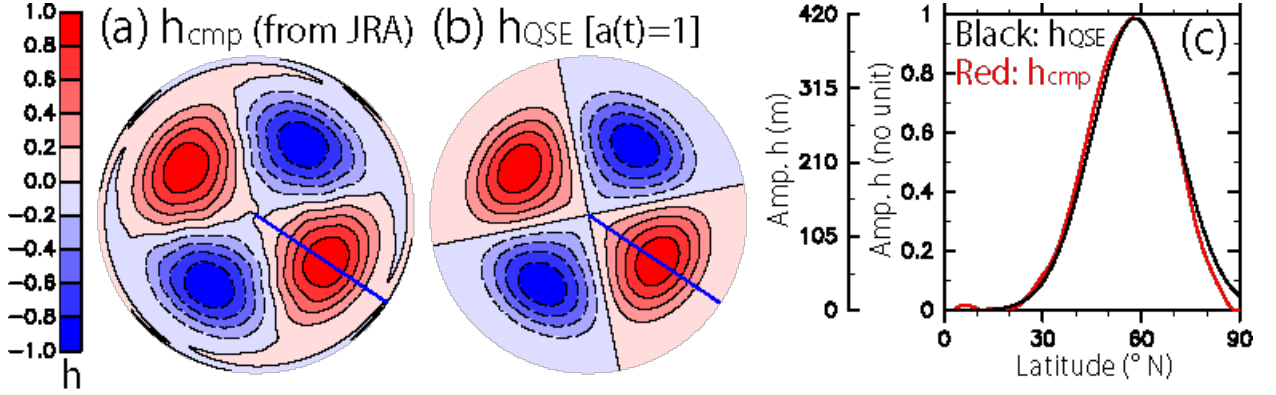 (a) hcmp (from JRA)
(b) hQSE [a(t)=1]
(c)
Black: hQSE
Red: hcmp
1.0
0.8
0.6
0.4
0.2
0.0
−0.2
−0.4
−0.6
−0.8
−1.0
h
420
315
210
105
0
Amp. h (m)
1
0.8
0.6
0.4
0.2
0
Amp. h (no unit)
0
30
60
90
Latitude (° N)